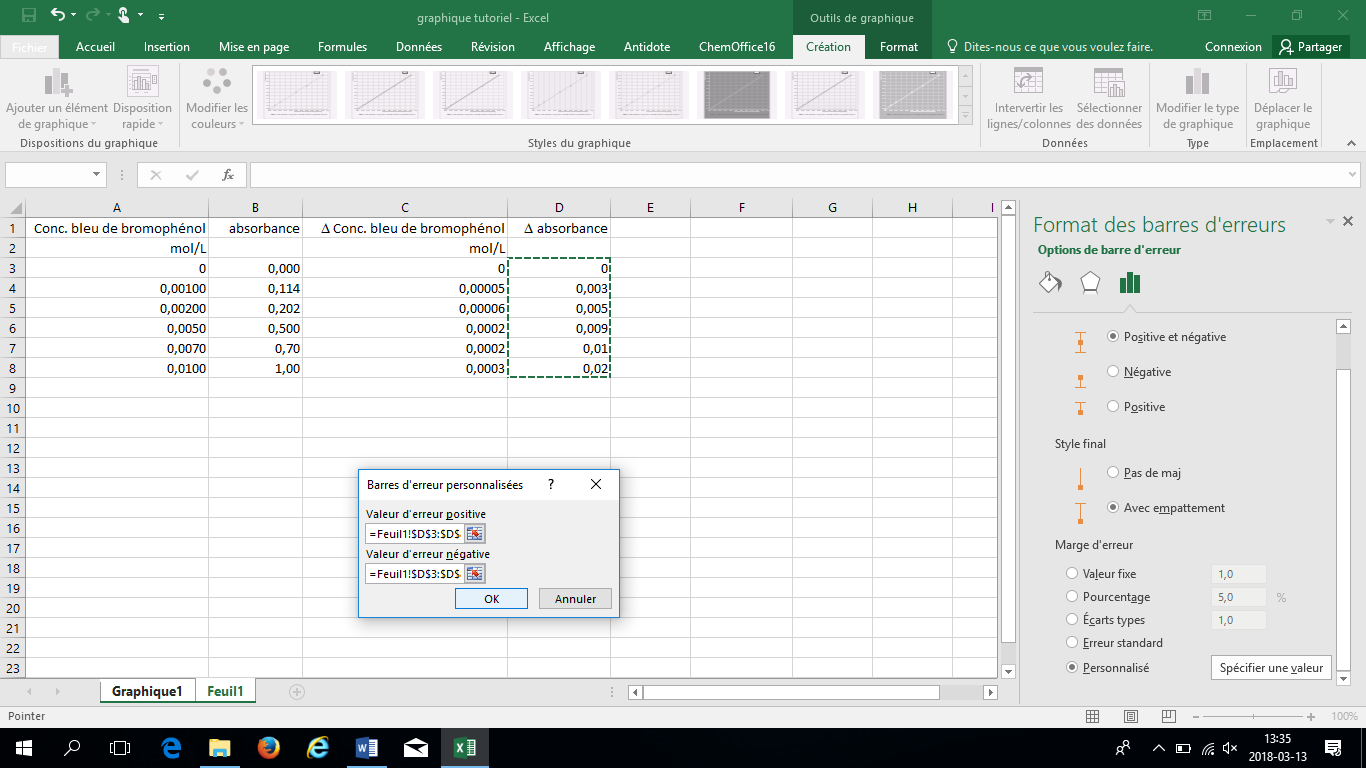 graphique tutoriel - Excel
Outils de graphique
Fichier Accueil Insertion Mise en page Formules Données Révision Affichage Antidote ChemOffice16 Création Format Dites-nous ce que vous voulez faire. Connexion Partager
Ajouter un élément de graphique
Disposition rapide
Modifier les couleurs
Intervertir les lignes/colonnes
Sélectionner des données
Modifier le type de graphique
Déplacer le graphique
Dispositions du graphique
Styles du graphique
Données
Type
Emplacement
fx
A B C D E F G H I
1 Conc. bleu de bromophénol absorbance Δ Conc. bleu de bromophénol Δ absorbance
2 mol/L mol/L
3 0 0,000 0 0
4 0,00100 0,114 0,00005 0,003
5 0,00200 0,202 0,00006 0,005
6 0,0050 0,500 0,0002 0,009
7 0,0070 0,70 0,0002 0,01
8 0,0100 1,00 0,0003 0,02
9
10
11
12
13
14
15
16
17
18
19
20
21
22
23
Barres d'erreur personnalisées ?
Valeur d'erreur positive
=Feuil1!$D$3:$D$
Valeur d'erreur négative
=Feuil1!$D$3:$D$
OK Annuler
Format des barres d'erreurs
Options de barre d'erreur
Positive et négative
Négative
Positive
Style final
Pas de maj
Avec empattement
Marge d'erreur
Valeur fixe 1,0
Pourcentage 5,0 %
Écarts types 1,0
Erreur standard
Personnalisé Spécifier une valeur
Graphique1 Feuil1
Pointer 100%
13:35
2018-03-13